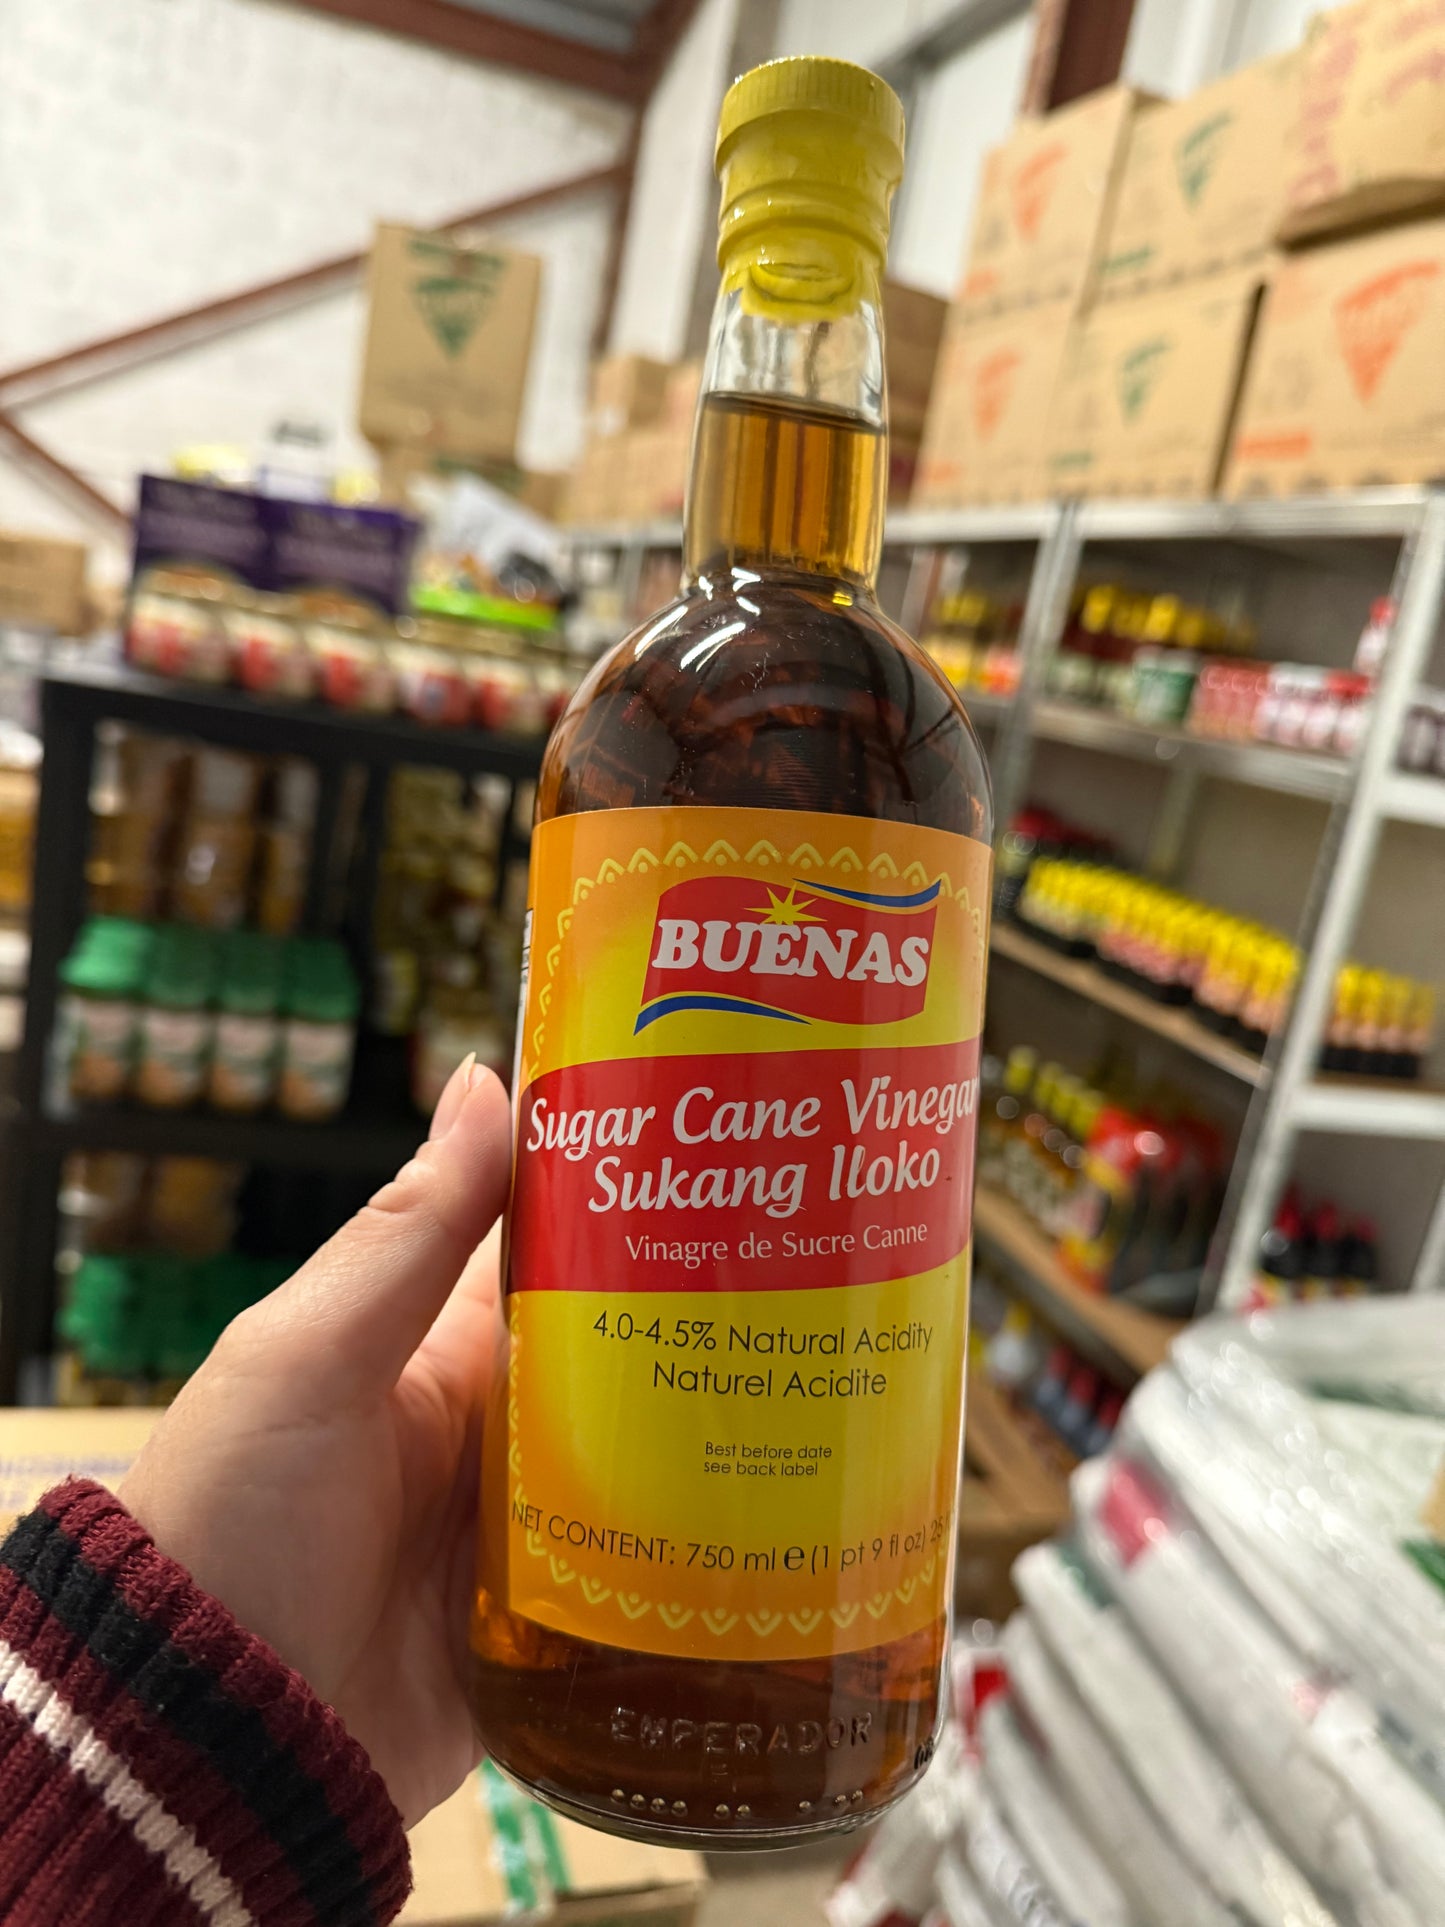 BUENAS
Sugar Cane Vinegar
Sukang Iloko
Vinagre de Sucre Canne
4.0-4.5% Natural Acidity
Naturel Acidite
Best before date
see back label
NET CONTENT: 750 ml e (1 pt 9 fl oz)
EMPERADOR